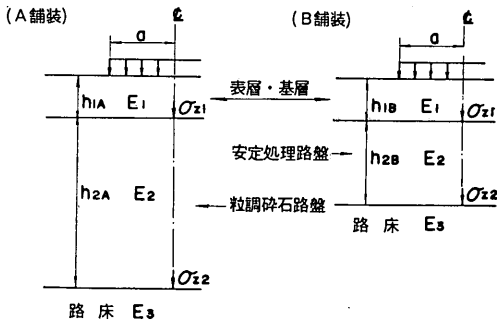 (A舗装)
℄
a
h1A E1 σz1
h2A E2
σz2
路床 E3
表層・基層
安定処理路盤
粒調砕石路盤
(B舗装)
℄
a
h1B E1 σz1
h2B E2
σz2
路床 E3